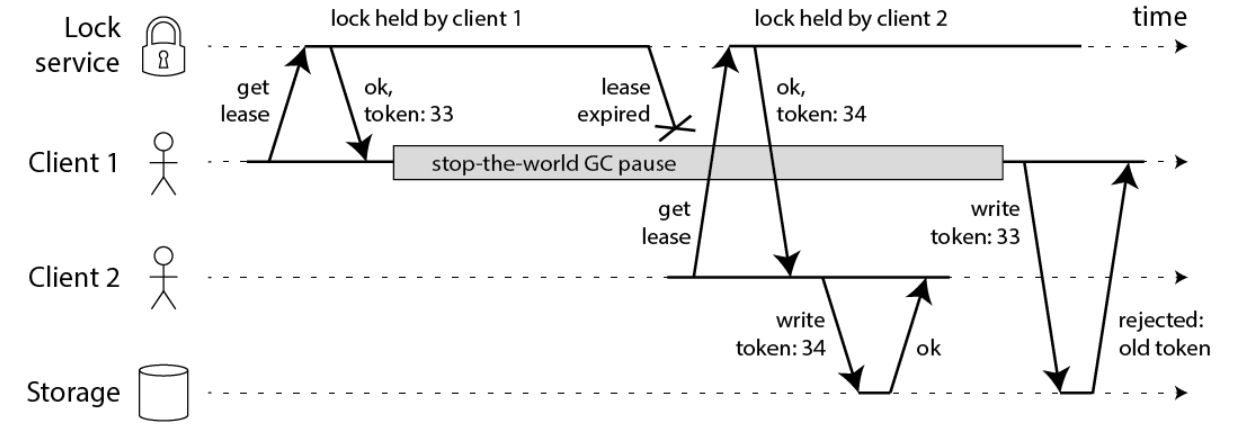 lock held by client 1
lock held by client 2
time
Lock
service
get
lease
ok,
token: 33
lease
expired
ok,
token: 34
Client 1
stop-the-world GC pause
get
lease
write
token: 33
Client 2
write
token: 34
ok
rejected:
old token
Storage